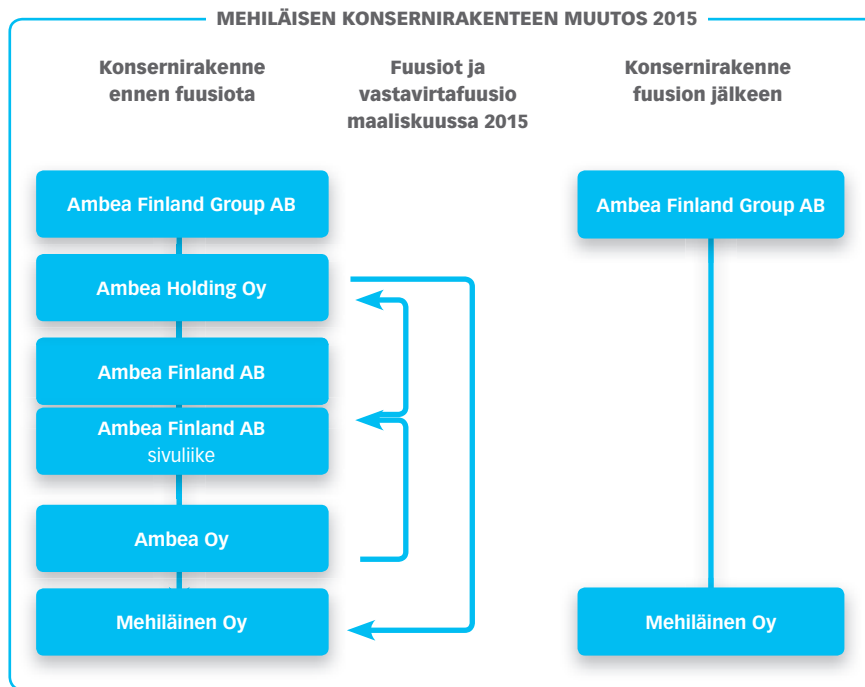 MEHILÄISEN KONSERNIRAKENTEEN MUUTOS 2015
Konsernirakenne
ennen fuusiota
Fuusiot ja
vastavirtafuusio
maaliskuussa 2015
Konsernirakenne
fuusion jälkeen
Ambea Finland Group AB
Ambea Holding Oy
Ambea Finland AB
Ambea Finland AB
sivuliike
Ambea Oy
Mehiläinen Oy
Ambea Finland Group AB
Mehiläinen Oy